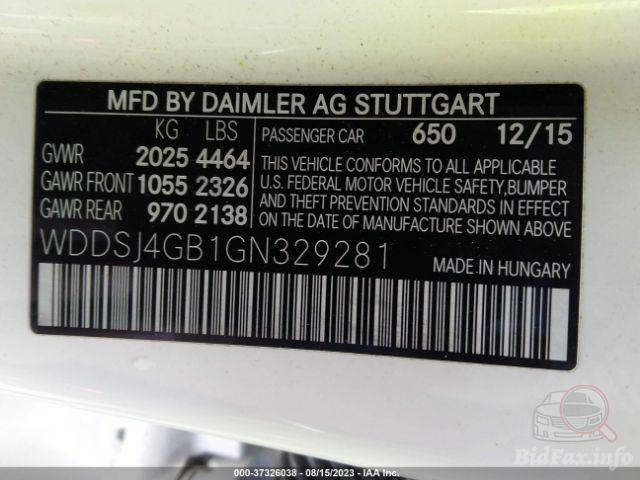 MFD BY DAIMLER AG STUTTGART
KG LBS
GVWR 2025 4464
GAWR FRONT 1055 2326
GAWR REAR 970 2138
PASSENGER CAR 650 12/15
THIS VEHICLE CONFORMS TO ALL APPLICABLE
U.S. FEDERAL MOTOR VEHICLE SAFETY, BUMPER
AND THEFT PREVENTION STANDARDS IN EFFECT
ON THE DATE OF MANUFACTURE SHOWN ABOVE
WDDSJ4GB1GN329281
MADE IN HUNGARY
BidFax.info
000-37326038 - 08/15/2023 - IAA Inc.